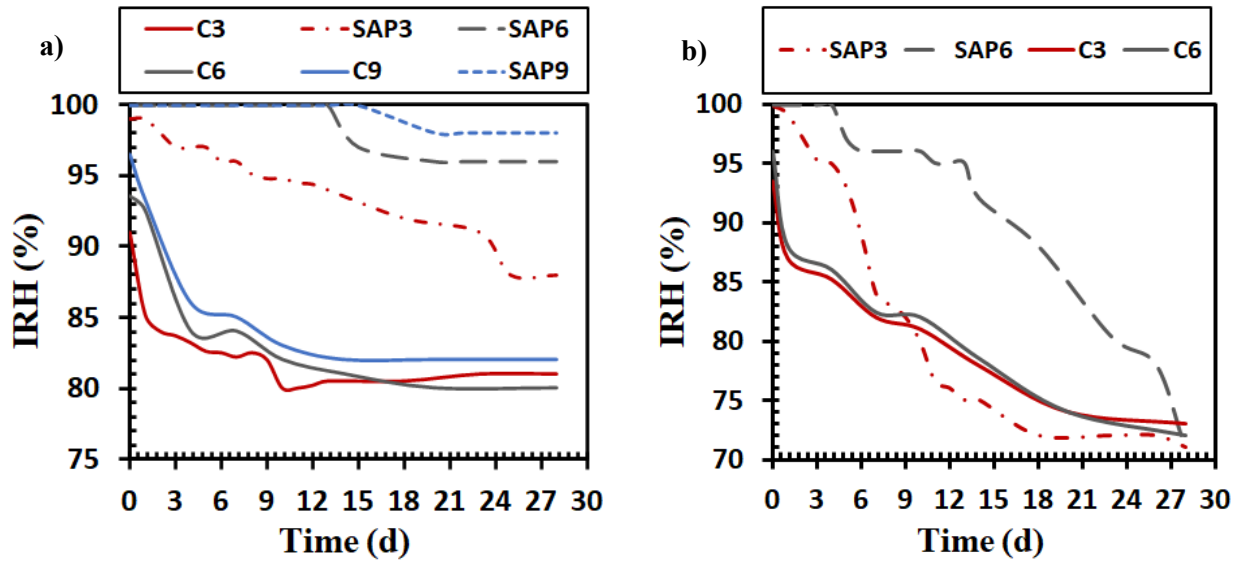 a)
C3 SAP3 SAP6
C6 C9 SAP9
IRH (%)
100
95
90
85
80
75
0 3 6 9 12 15 18 21 24 27 30
Time (d)
b)
SAP3 SAP6 C3 C6
IRH (%)
100
95
90
85
80
75
70
0 3 6 9 12 15 18 21 24 27 30
Time (d)